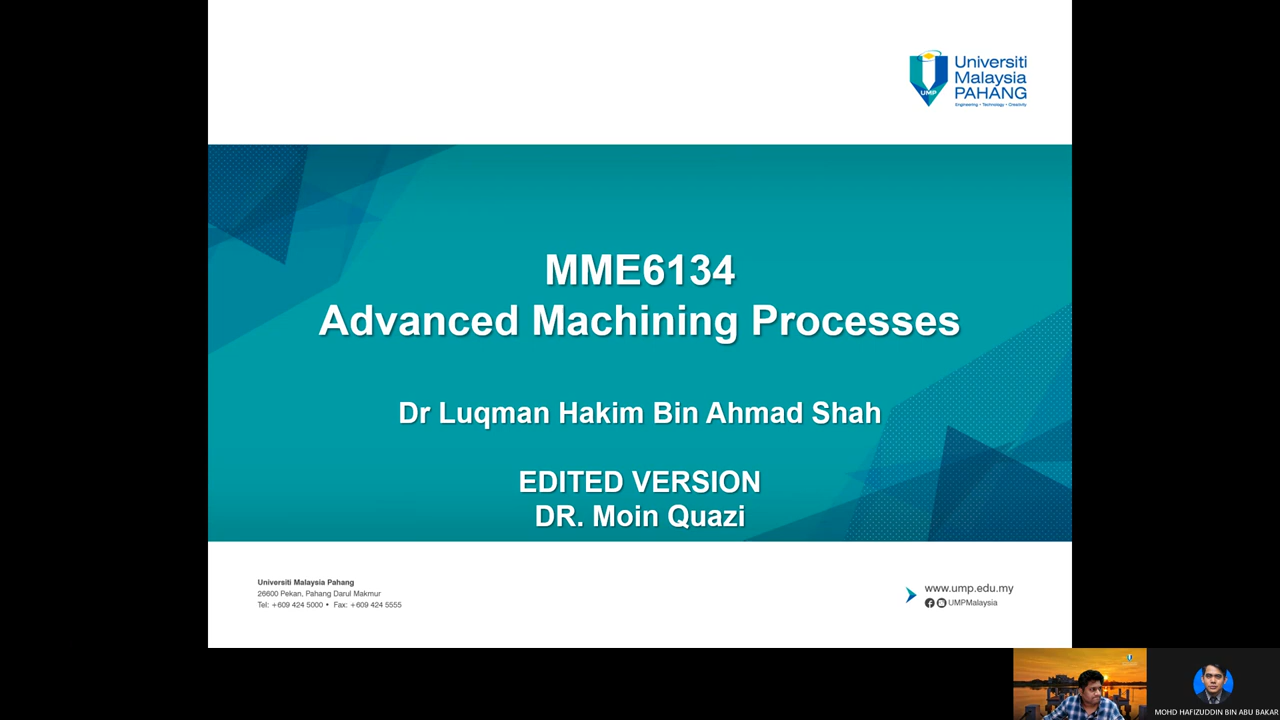 Universiti
Malaysia
PAHANG
Engineering • Technology • Creativity
UMP
MME6134
Advanced Machining Processes
Dr Luqman Hakim Bin Ahmad Shah
EDITED VERSION
DR. Moin Quazi
Universiti Malaysia Pahang
26600 Pekan, Pahang Darul Makmur
Tel: +609 424 5000 • Fax: +609 424 5555
www.ump.edu.my
UMPMalaysia
MOHD HAFIZUDDIN BIN ABU BAKAR